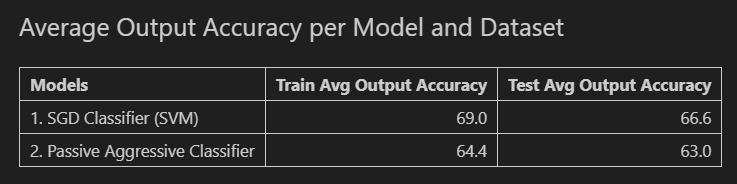 Average Output Accuracy per Model and Dataset
Models Train Avg Output Accuracy Test Avg Output Accuracy
1. SGD Classifier (SVM) 69.0 66.6
2. Passive Aggressive Classifier 64.4 63.0